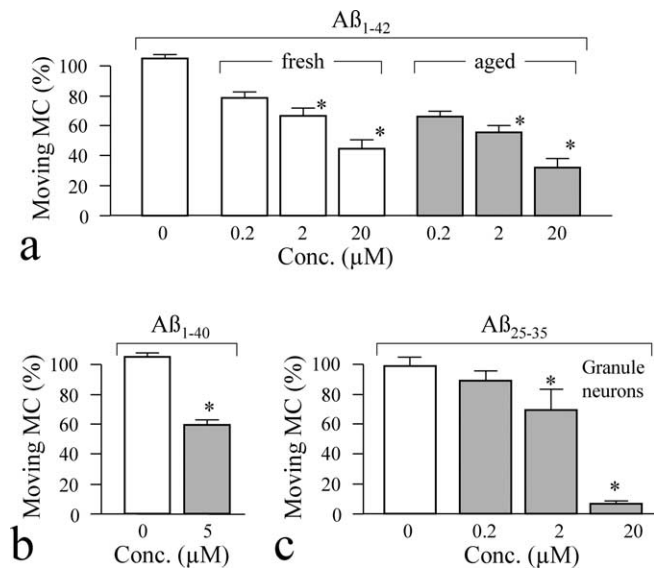 Aß1-42
fresh
aged
Moving MC (%)
100
80
60
40
20
0
*
*
*
*
0 0.2 2 20 0.2 2 20
Conc. (µM)
a
Aß1-40
Moving MC (%)
100
80
60
40
20
0
*
0 5
Conc. (µM)
b
Aß25-35
Granule
neurons
Moving MC (%)
100
80
60
40
20
0
*
*
0 0.2 2 20
Conc. (µM)
c